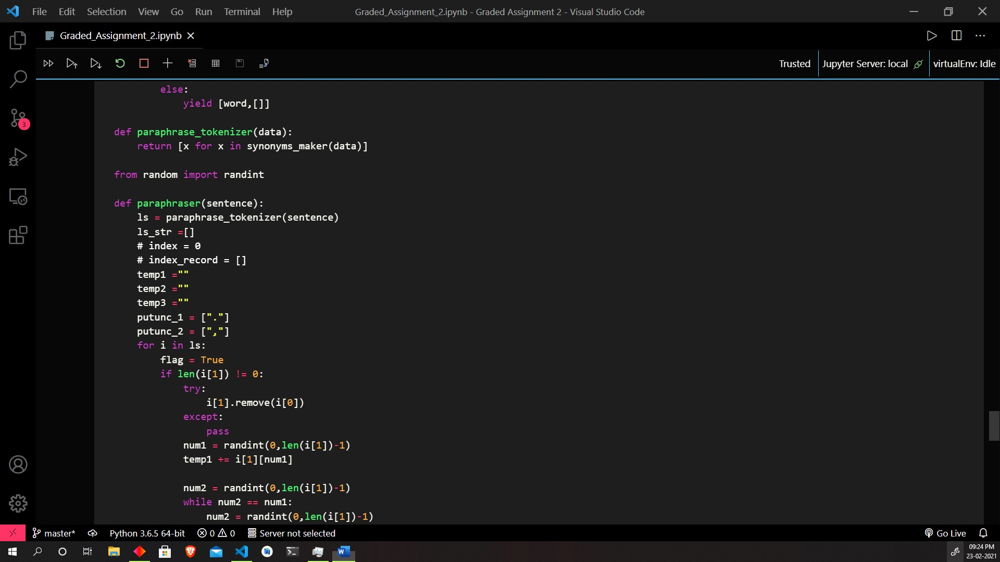 File Edit Selection View Go Run Terminal Help Graded_Assignment_2.ipynb - Graded Assignment 2 - Visual Studio Code
Graded_Assignment_2.ipynb
Trusted Jupyter Server: local virtualEnv: Idle
else:
yield [word,[]]
def paraphrase_tokenizer(data):
return [x for x in synonyms_maker(data)]
from random import randint
def paraphraser(sentence):
ls = paraphrase_tokenizer(sentence)
ls_str =[]
# index = 0
# index_record = []
temp1 =""
temp2 =""
temp3 =""
putunc_1 = ["."]
putunc_2 = [","]
for i in ls:
flag = True
if len(i[1]) != 0:
try:
i[1].remove(i[0])
except:
pass
num1 = randint(0,len(i[1])-1)
temp1 += i[1][num1]
num2 = randint(0,len(i[1])-1)
while num2 == num1:
num2 = randint(0,len(i[1])-1)
3
master* Python 3.6.5 64-bit 0 0 Server not selected Go Live
W 09:24 PM
23-02-2021